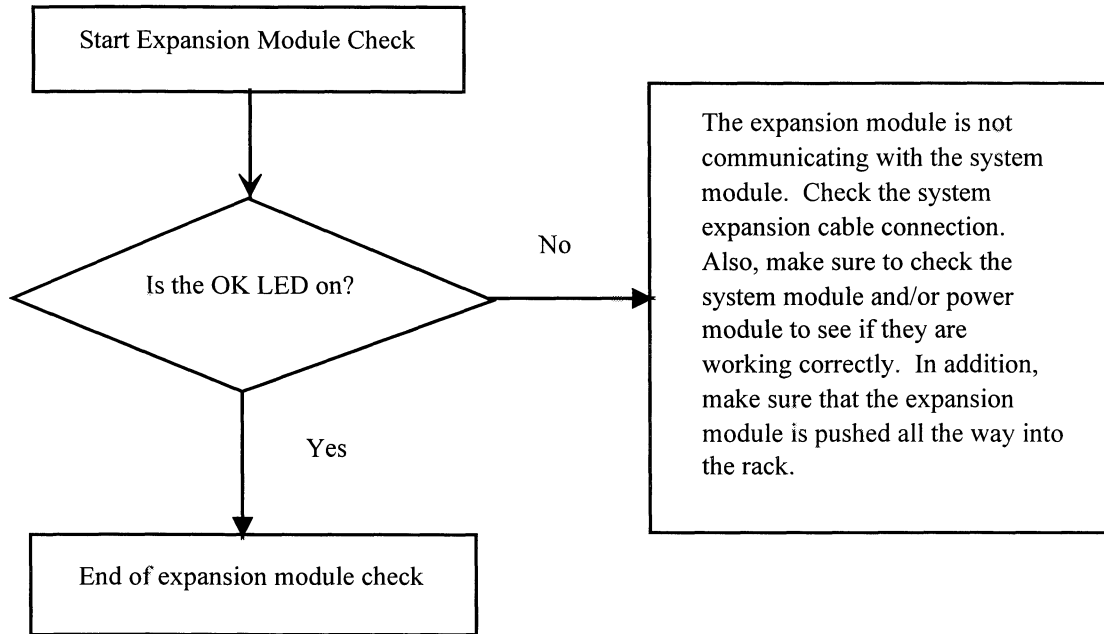 Start Expansion Module Check
Is the OK LED on?
No
The expansion module is not
communicating with the system
module.  Check the system
expansion cable connection.
Also, make sure to check the
system module and/or power
module to see if they are
working correctly.  In addition,
make sure that the expansion
module is pushed all the way into
the rack.
Yes
End of expansion module check